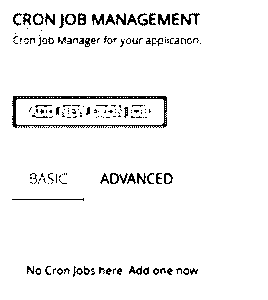 CRON JOB MANAGEMENT
Cron Job Manager for your application.
ADD NEW CRON JOB
BASIC ADVANCED
No Cron Jobs here. Add one now